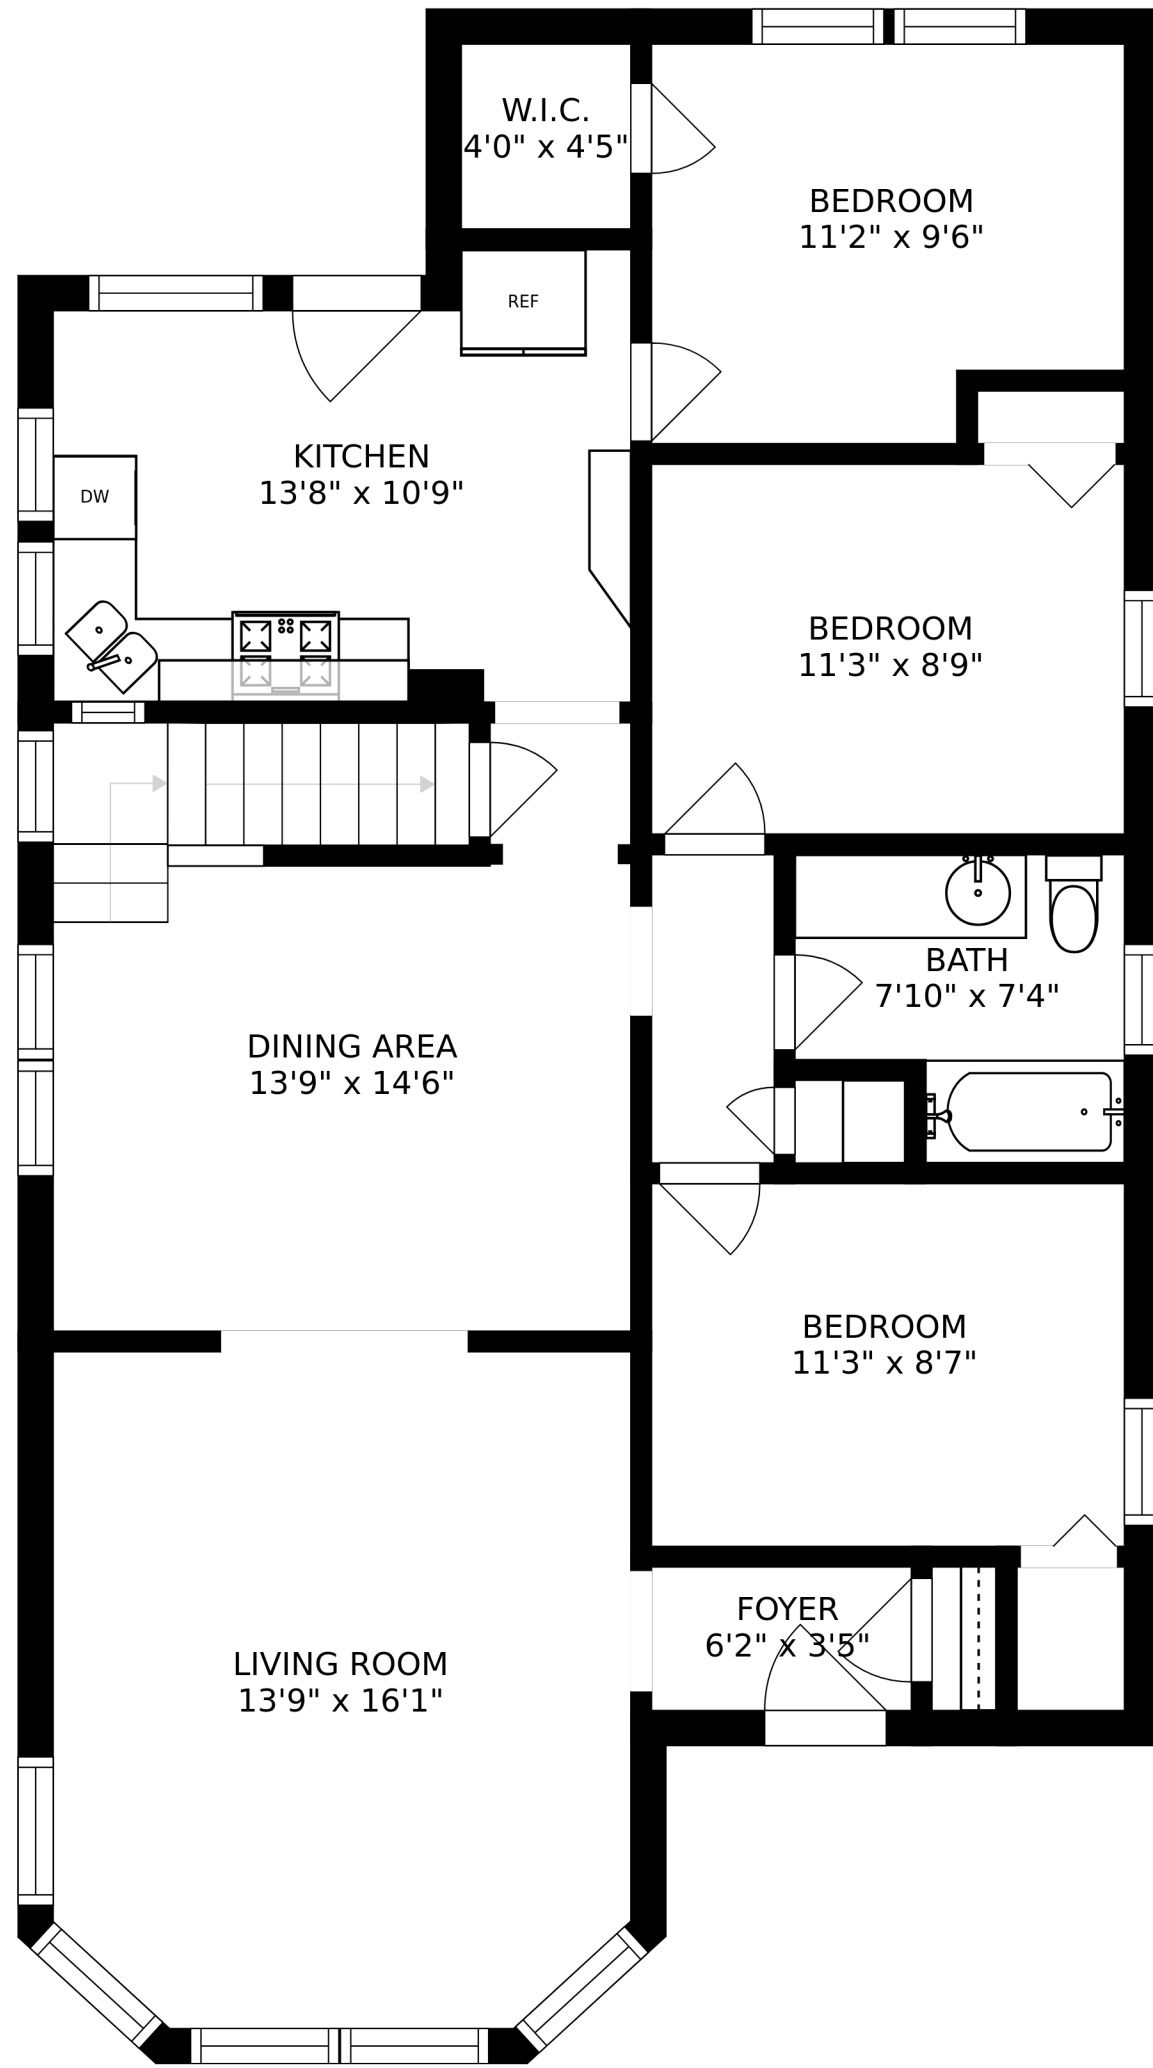 W.I.C.
4'0" x 4'5"
BEDROOM
11'2" x 9'6"
REF
KITCHEN
13'8" x 10'9"
DW
BEDROOM
11'3" x 8'9"
BATH
7'10" x 7'4"
DINING AREA
13'9" x 14'6"
BEDROOM
11'3" x 8'7"
FOYER
6'2" x 3'5"
LIVING ROOM
13'9" x 16'1"